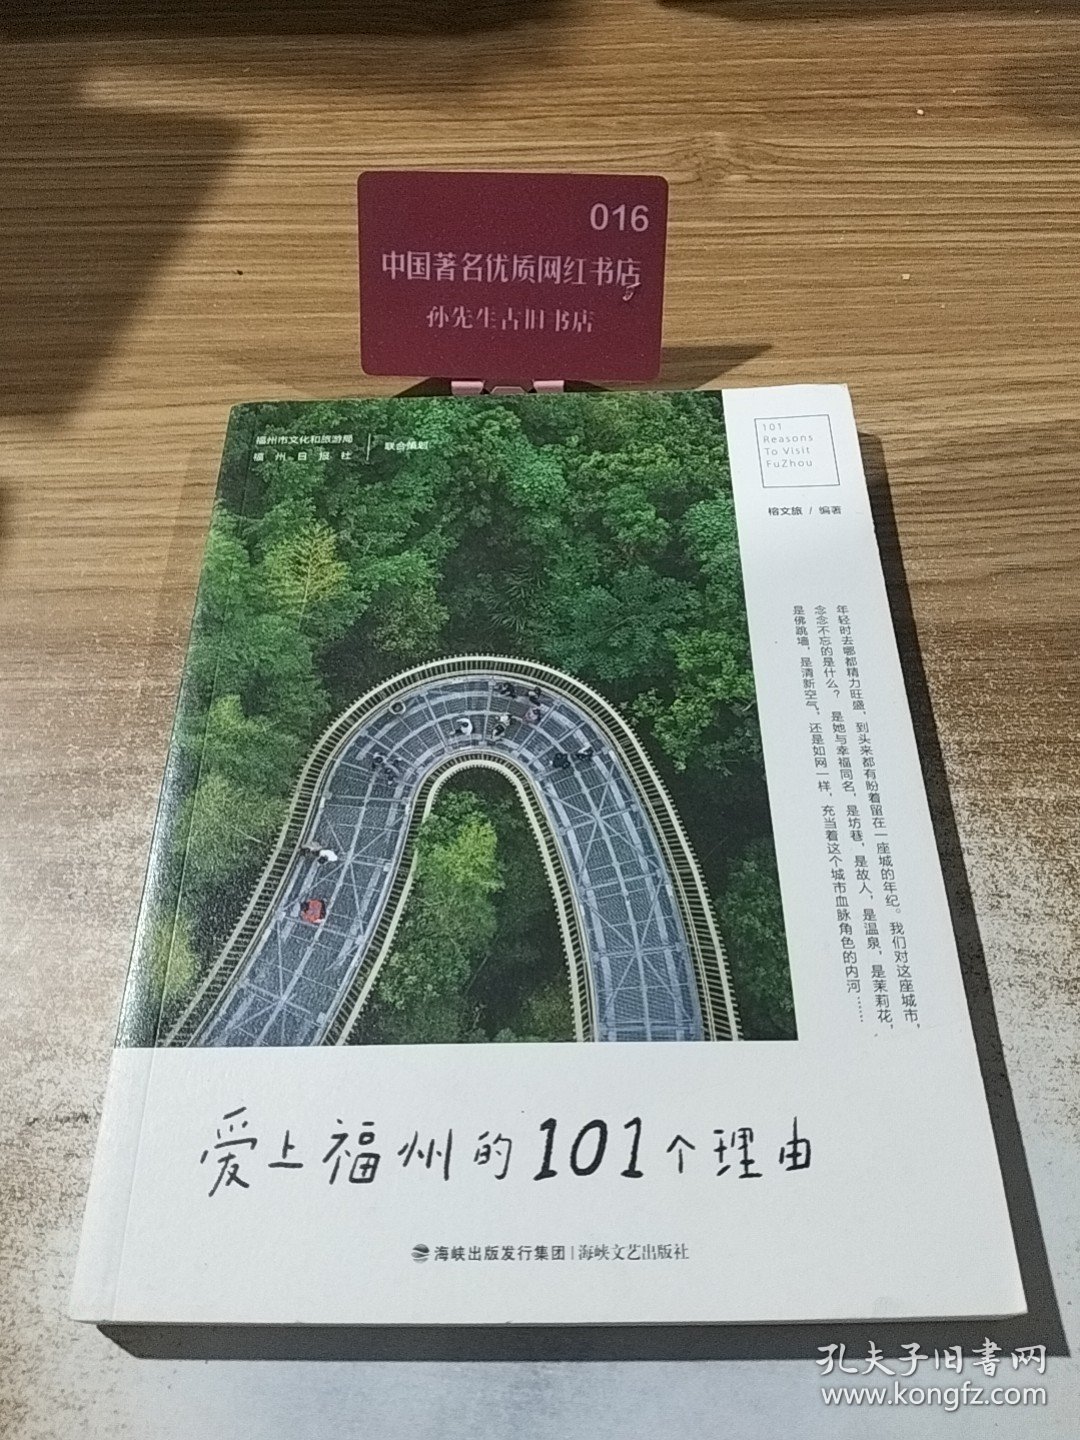 016
中国著名优质网红书店
孙先生古旧书店
福州市文化和旅游局
福州日报社
联合策划
101
Reasons
To Visit
FuZhou
榕文旅 / 编著
年轻时去哪都精力旺盛，到头来都有盼着留在一座城的年纪。我们对这座城市，
念念不忘的是什么？是她与幸福同名，是坊巷，是故人，是温泉，是茉莉花，
是佛跳墙，是清新空气，还是如网一样，充当着这个城市血脉角色的内河……
爱上福州的101个理由
海峡出版发行集团 | 海峡文艺出版社
孔夫子旧書网
www.kongfz.com